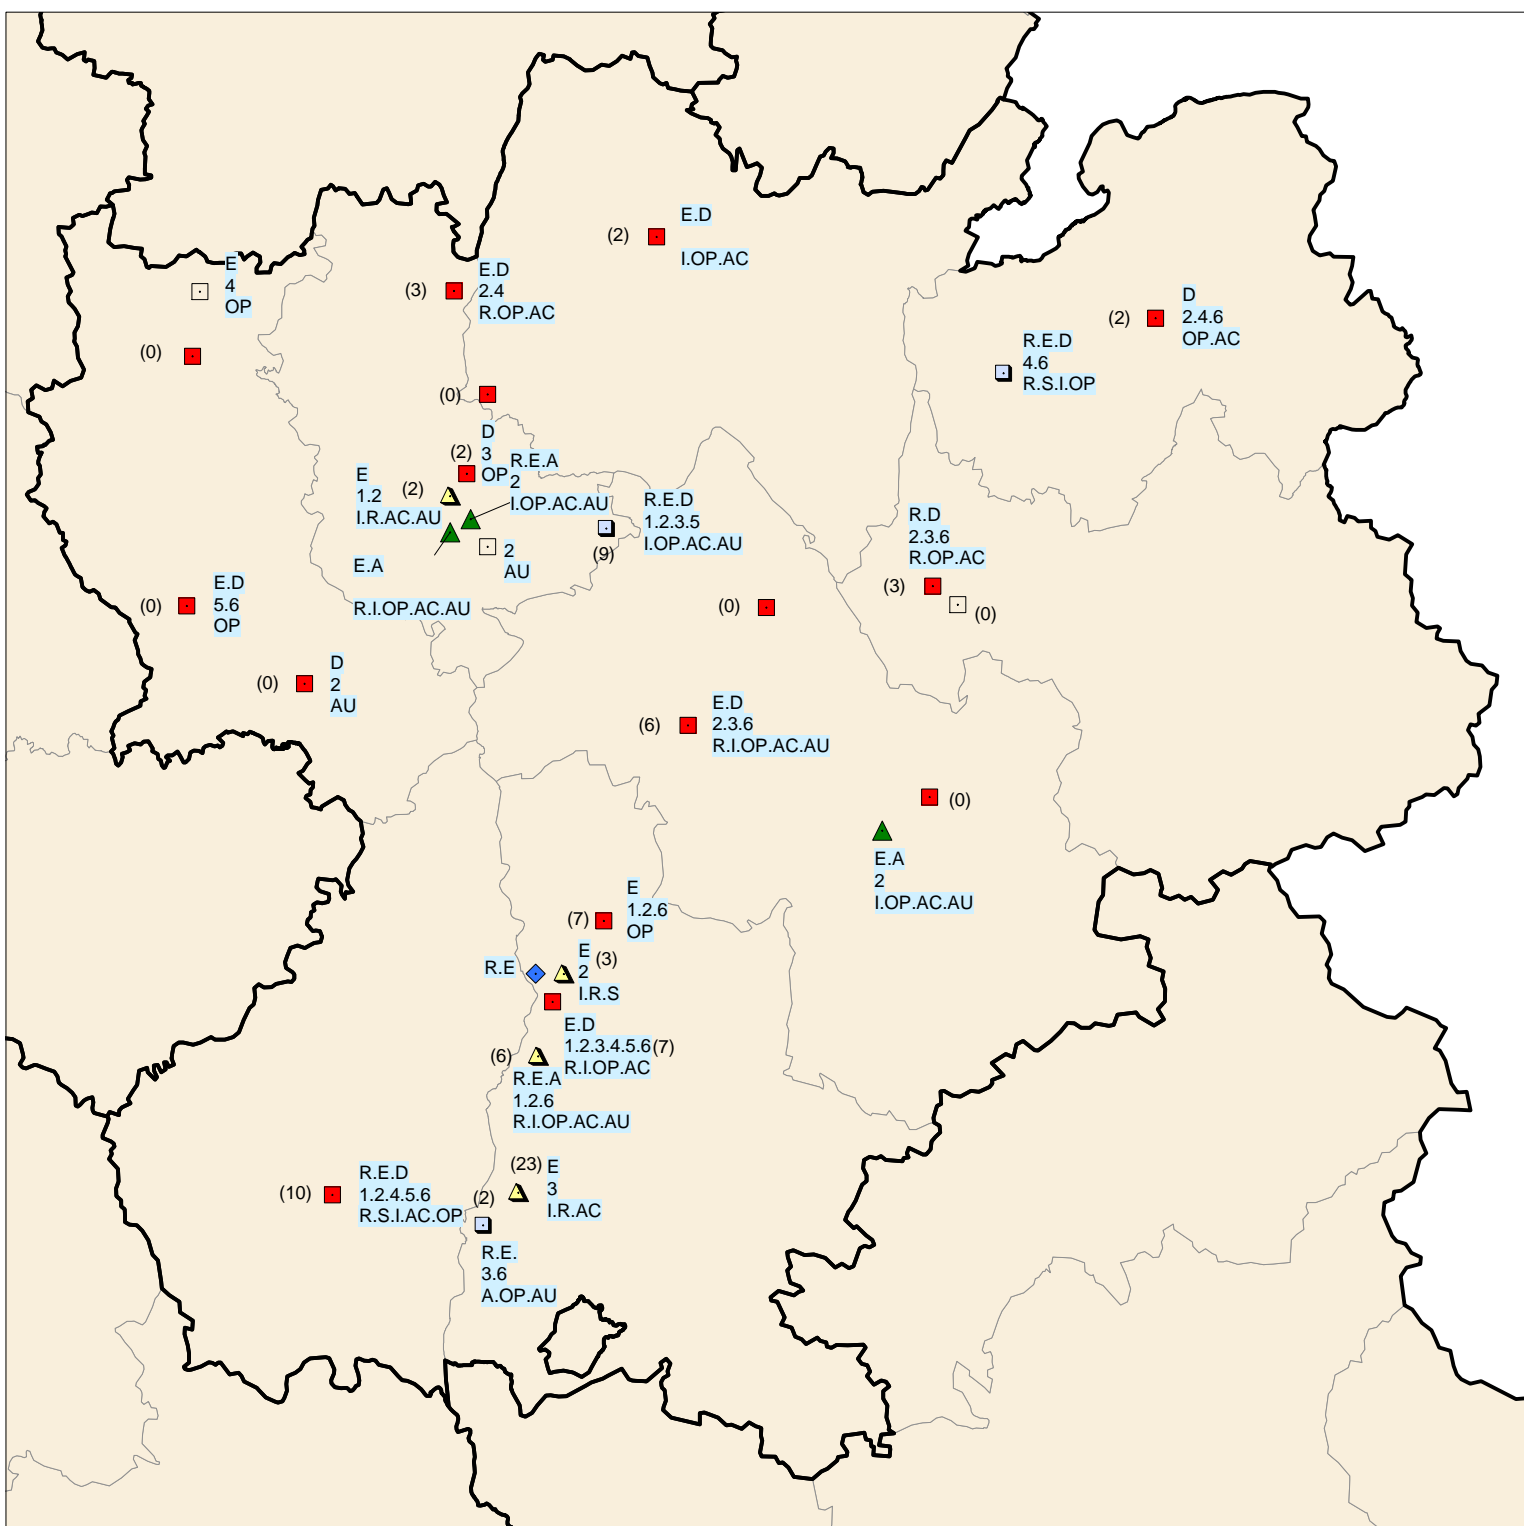 E.D
(2)
I.OP.AC
E
4
OP
(0)
E.D
(3)
2.4
R.OP.AC
D
(2)
2.4.6
OP.AC
R.E.D
4.6
R.S.I.OP
(0)
D
3
(2)
OP
R.E.A
2
I.OP.AC.AU
E
1.2
(2)
I.R.AC.AU
R.E.D
1.2.3.5
I.OP.AC.AU
(9)
R.D
2.3.6
R.OP.AC
(3)
(0)
2
AU
E.A
R.I.OP.AC.AU
E.D
(0)
5.6
OP
(0)
D
(0)
2
AU
E.D
(6)
2.3.6
R.I.OP.AC.AU
(0)
E.A
2
I.OP.AC.AU
E
(7)
1.2.6
OP
R.E
E
(3)
2
I.R.S
E.D
1.2.3.4.5.6(7)
R.I.OP.AC
(6)
R.E.A
1.2.6
R.I.OP.AC.AU
(23)
E
3
I.R.AC
R.E.D
(10)
1.2.4.5.6
R.S.I.AC.OP
(2)
R.E.
3.6
A.OP.AU